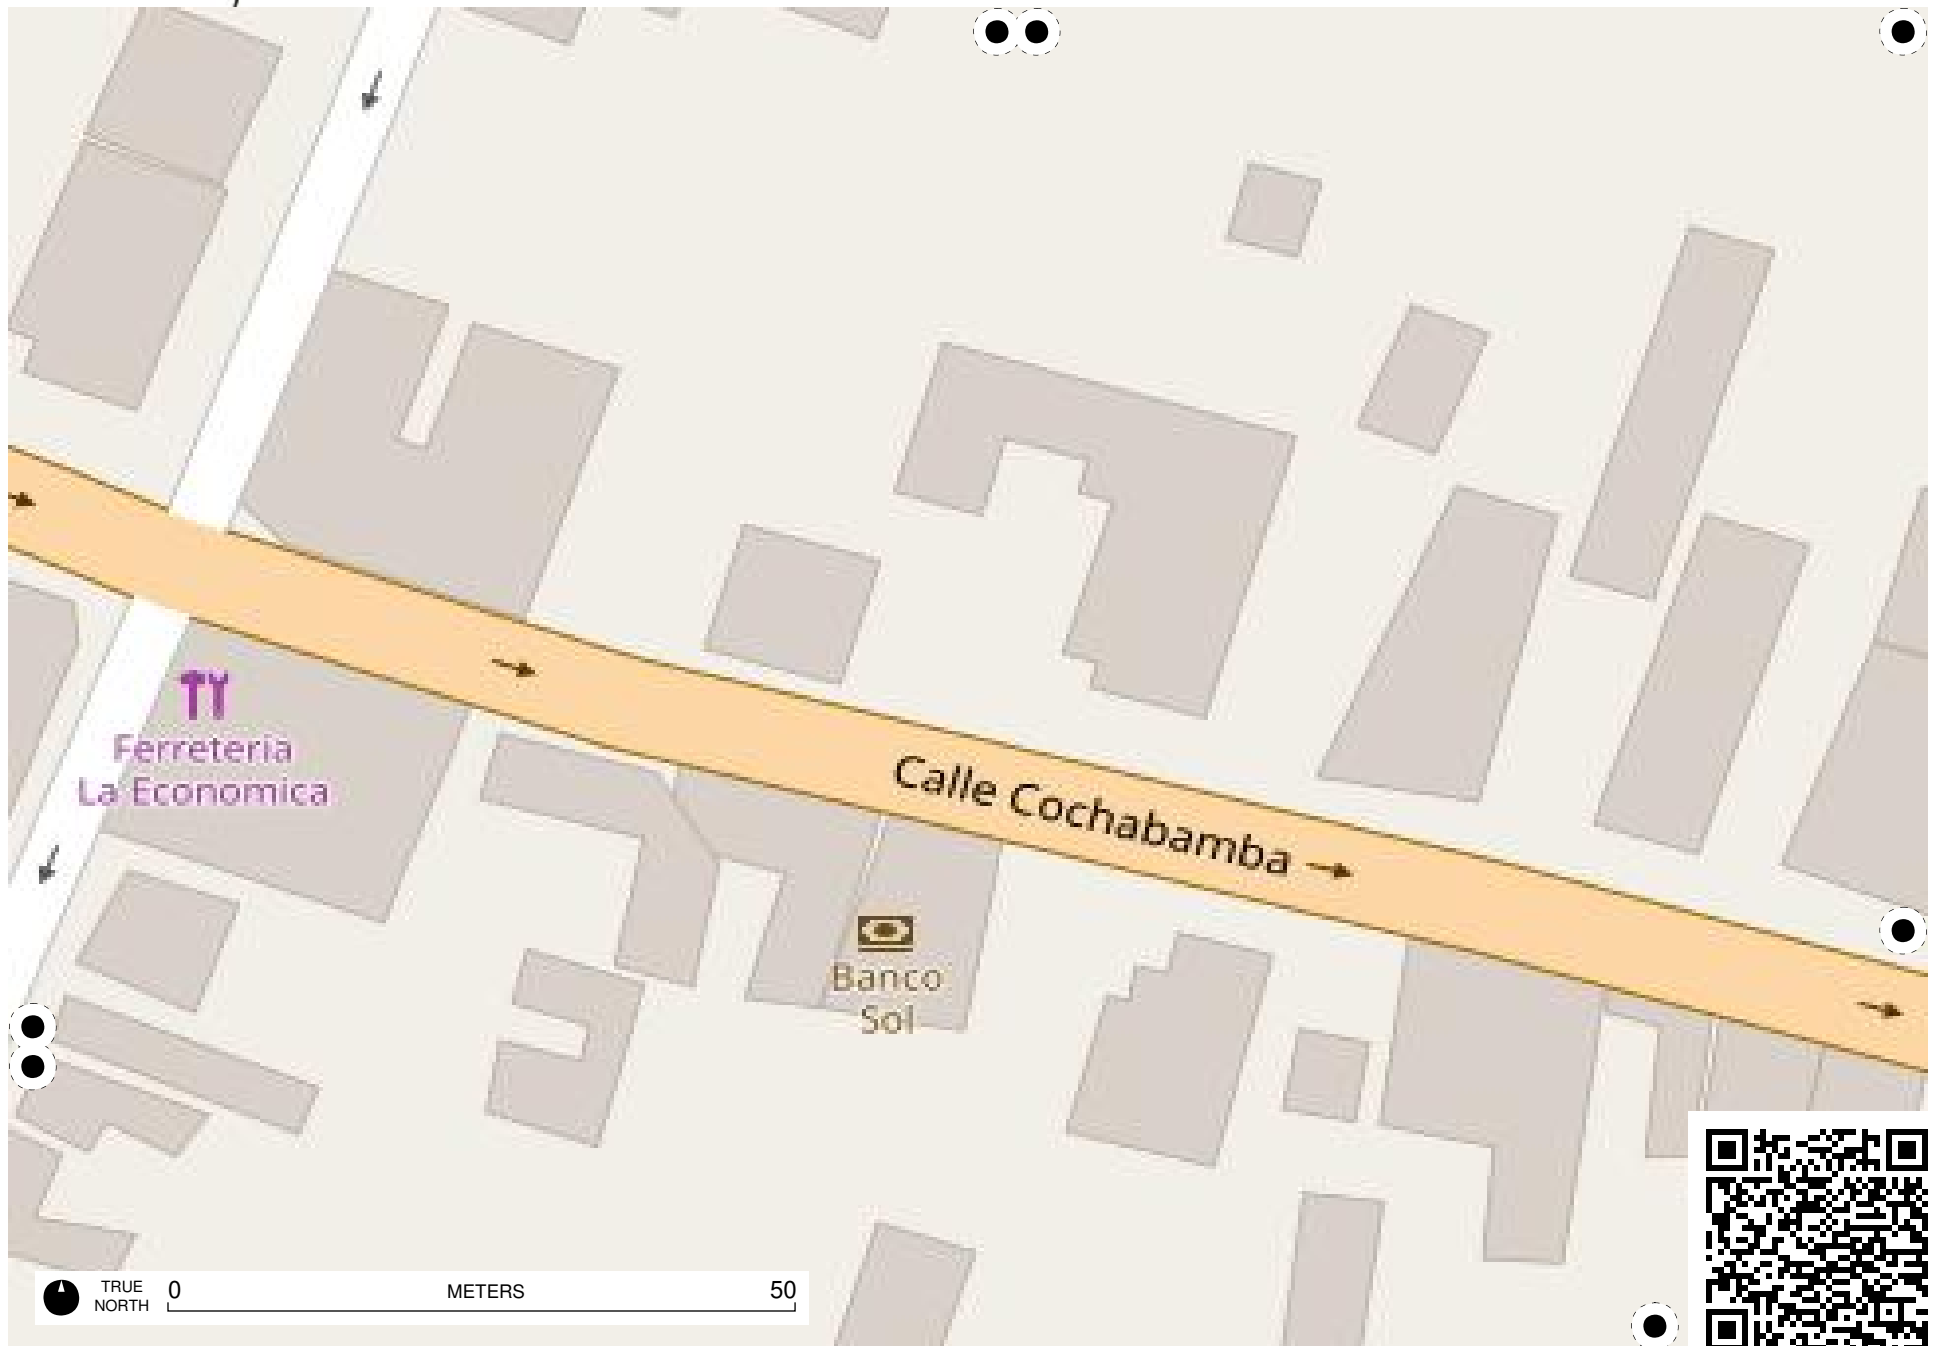 Ferreteria
La Economica
Calle Cochabamba
Banco
Sol
TRUE
NORTH
0
METERS
50